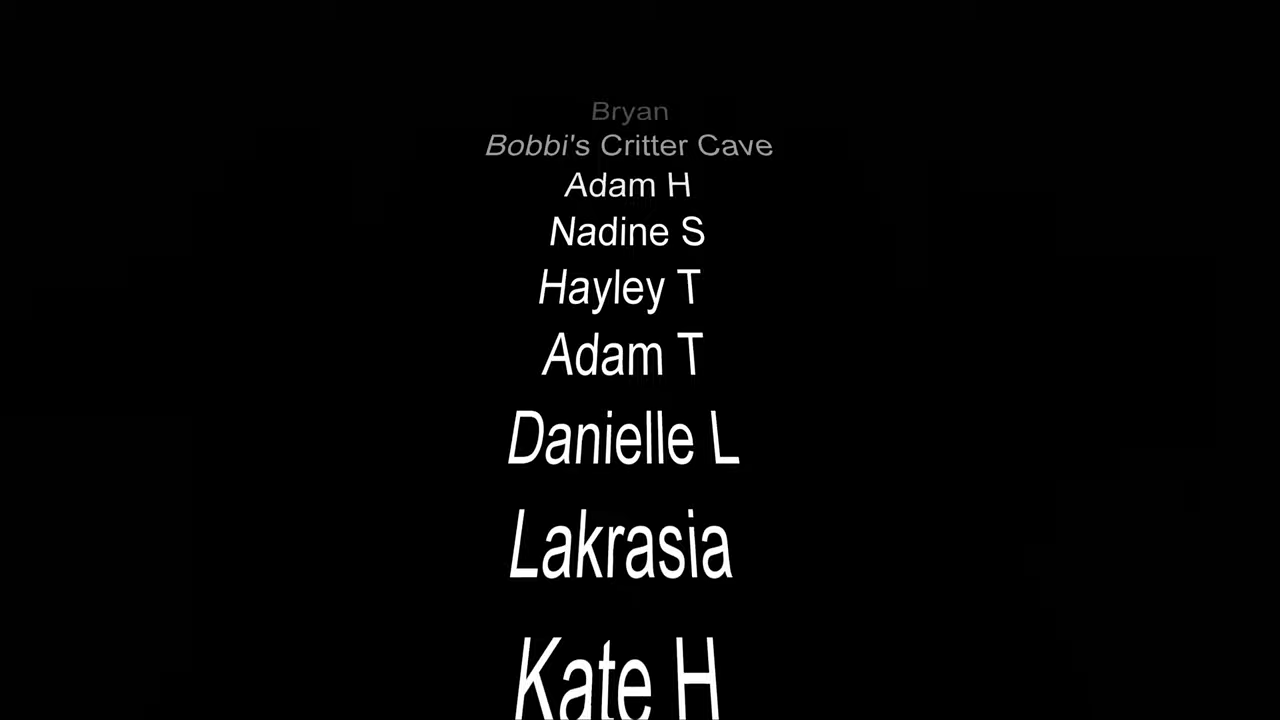 Bryan
Bobbi's Critter Cave
Adam H
Nadine S
Hayley T
Adam T
Danielle L
Lakrasia
Kate H